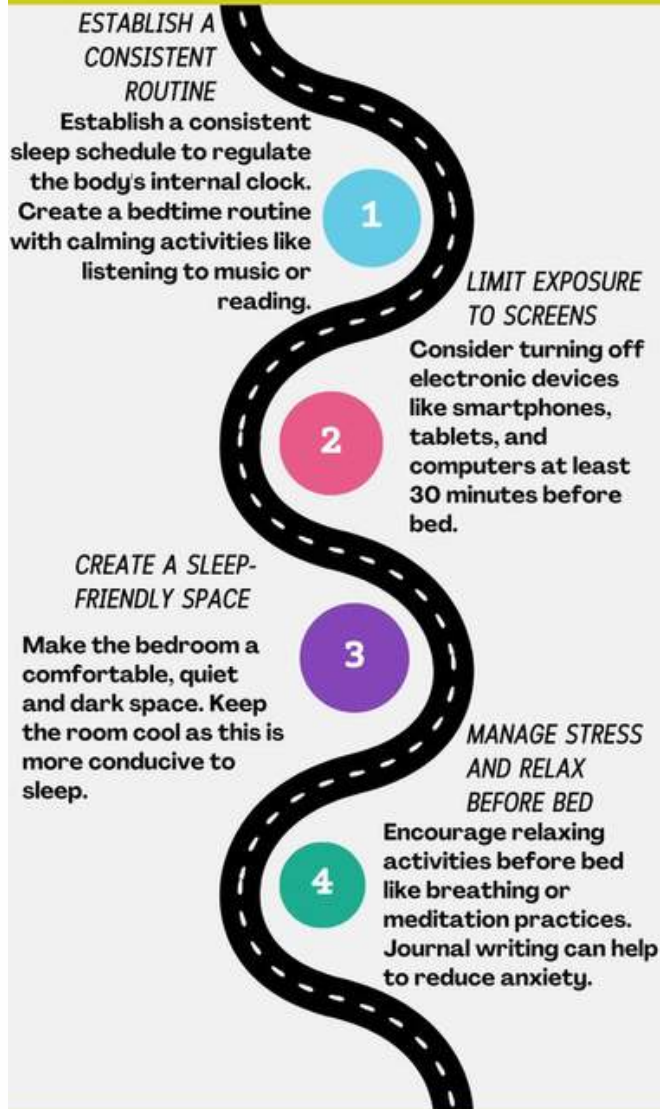 ESTABLISH A
CONSISTENT
ROUTINE
Establish a consistent
sleep schedule to regulate
the body's internal clock.
Create a bedtime routine
with calming activities like
listening to music or
reading.
1
LIMIT EXPOSURE
TO SCREENS
Consider turning off
electronic devices
like smartphones,
tablets, and
computers at least
30 minutes before
bed.
2
CREATE A SLEEP-
FRIENDLY SPACE
Make the bedroom a
comfortable, quiet
and dark space. Keep
the room cool as this is
more conducive to
sleep.
3
MANAGE STRESS
AND RELAX
BEFORE BED
Encourage relaxing
activities before bed
like breathing or
meditation practices.
Journal writing can help
to reduce anxiety.
4